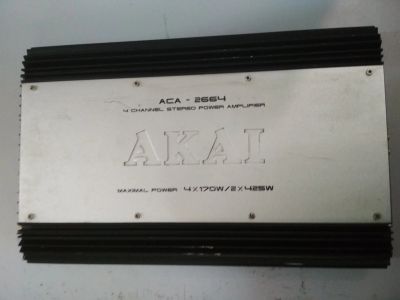 ACA - 2664
4 CHANNEL STEREO POWER AMPLIFIER
AKAI
MAXIMAL POWER 4X170W/2X425W